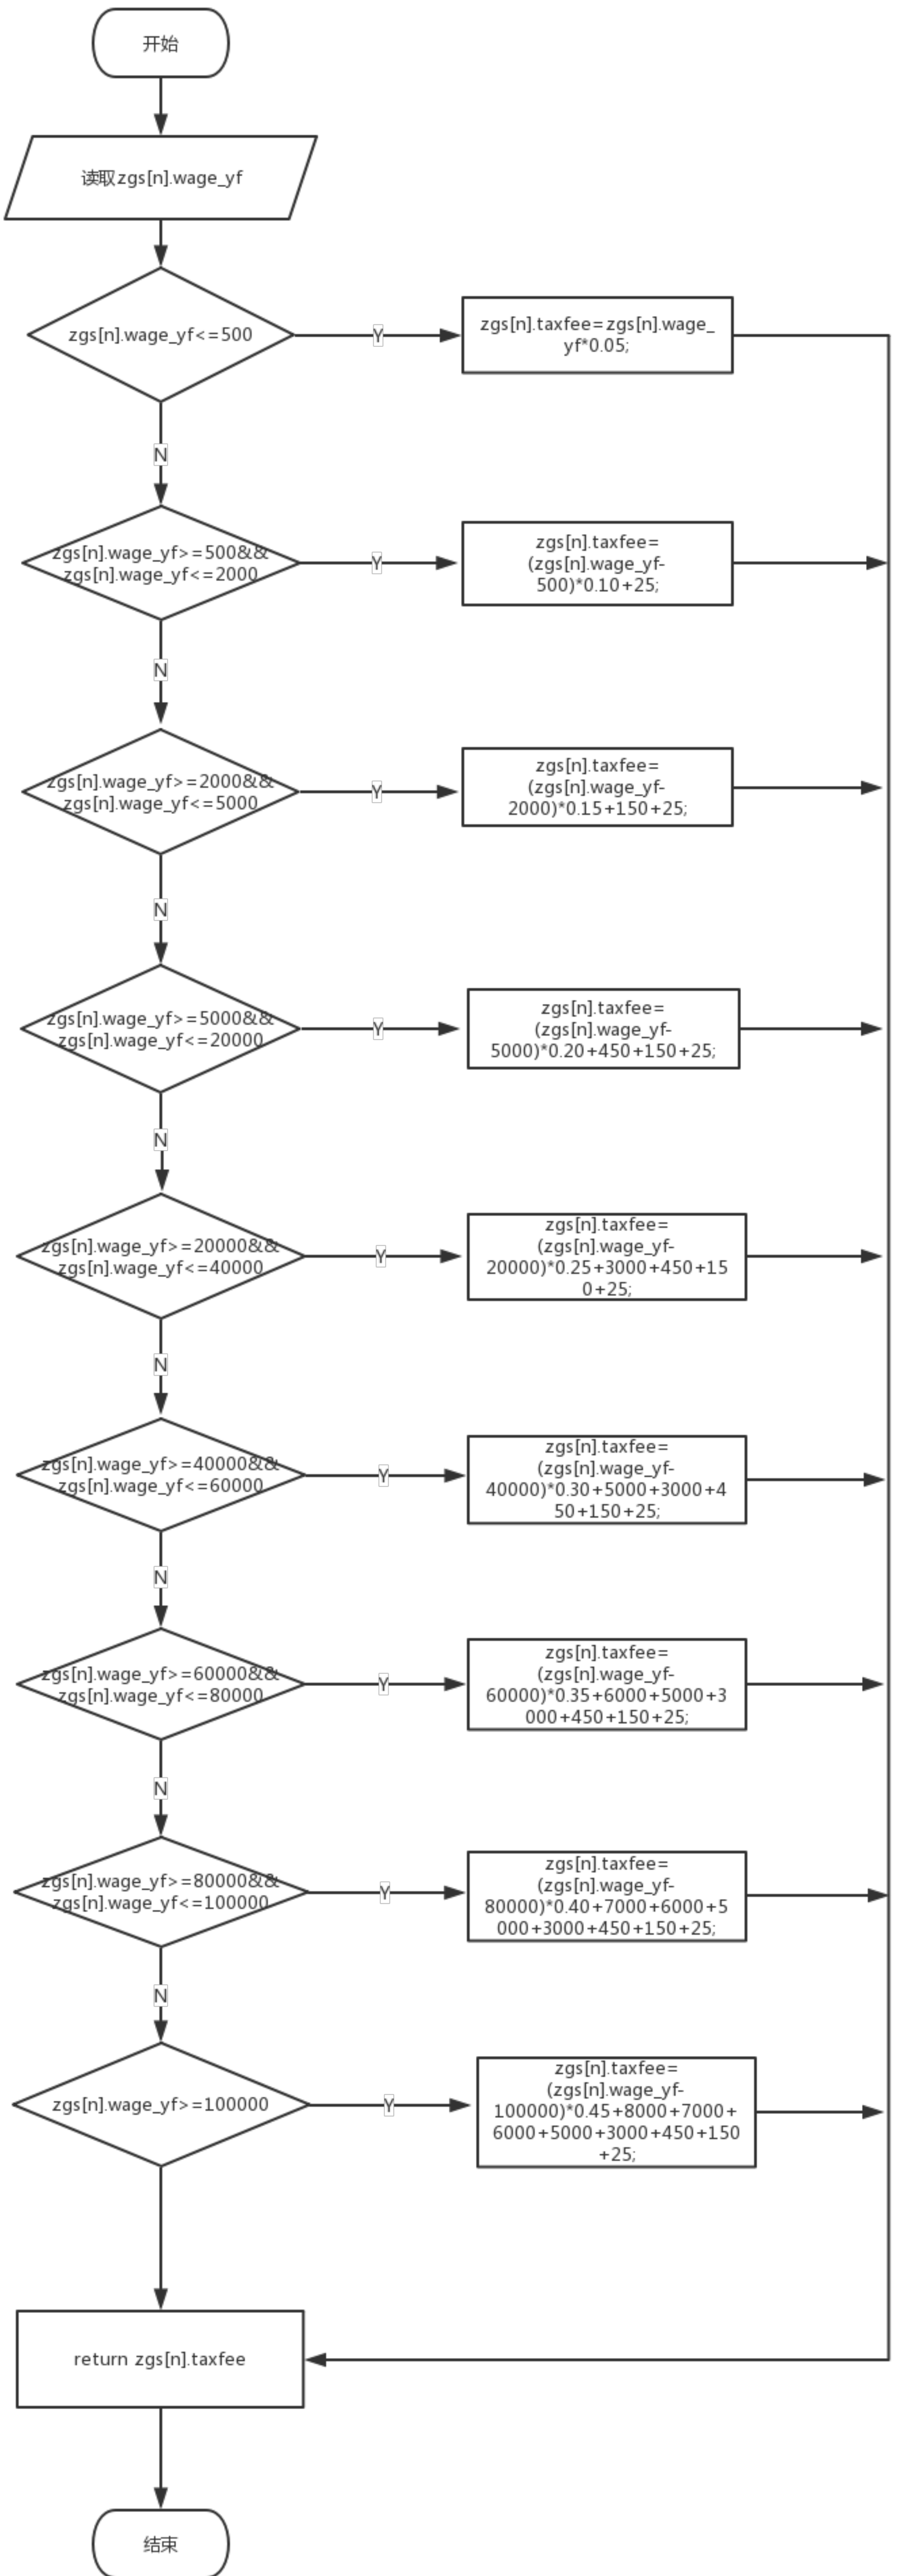 开始
读取zgs[n].wage_yf
zgs[n].wage_yf<=500
Y
zgs[n].taxfee=zgs[n].wage_
yf*0.05;
N
zgs[n].wage_yf>=500&&
zgs[n].wage_yf<=2000
Y
zgs[n].taxfee=
(zgs[n].wage_yf-
500)*0.10+25;
N
zgs[n].wage_yf>=2000&&
zgs[n].wage_yf<=5000
Y
zgs[n].taxfee=
(zgs[n].wage_yf-
2000)*0.15+150+25;
N
zgs[n].wage_yf>=5000&&
zgs[n].wage_yf<=20000
Y
zgs[n].taxfee=
(zgs[n].wage_yf-
5000)*0.20+450+150+25;
N
zgs[n].wage_yf>=20000&&
zgs[n].wage_yf<=40000
Y
zgs[n].taxfee=
(zgs[n].wage_yf-
20000)*0.25+3000+450+15
0+25;
N
zgs[n].wage_yf>=40000&&
zgs[n].wage_yf<=60000
Y
zgs[n].taxfee=
(zgs[n].wage_yf-
40000)*0.30+5000+3000+4
50+150+25;
N
zgs[n].wage_yf>=60000&&
zgs[n].wage_yf<=80000
Y
zgs[n].taxfee=
(zgs[n].wage_yf-
60000)*0.35+6000+5000+3
000+450+150+25;
N
zgs[n].wage_yf>=80000&&
zgs[n].wage_yf<=100000
Y
zgs[n].taxfee=
(zgs[n].wage_yf-
80000)*0.40+7000+6000+5
000+3000+450+150+25;
N
zgs[n].wage_yf>=100000
Y
zgs[n].taxfee=
(zgs[n].wage_yf-
100000)*0.45+8000+7000+
6000+5000+3000+450+150
+25;
return zgs[n].taxfee
结束